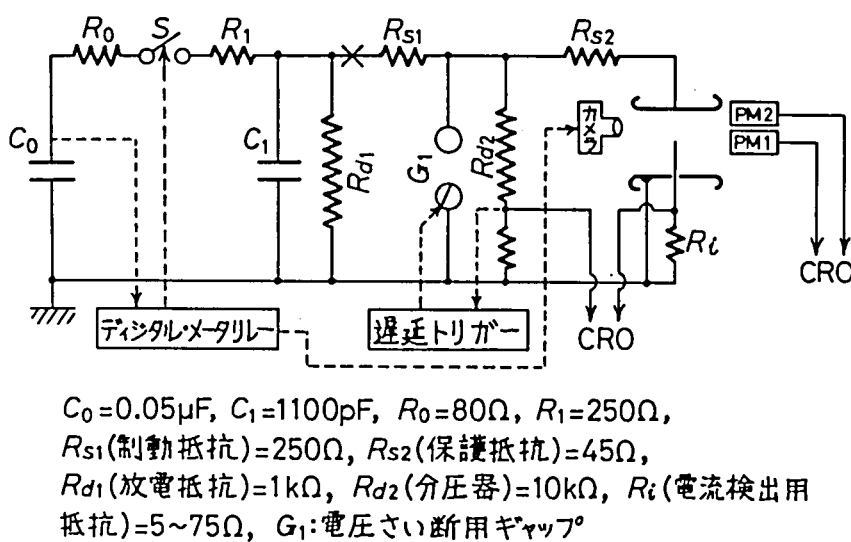 R₀ S R₁ Rs1 Rs2
C₀ C₁ Rd1 G₁ Rd2 カメラ PM2
PM1
Ri
CRO
ディジタル・メータリレー 遅延トリガー CRO
C₀=0.05μF, C₁=1100pF, R₀=80Ω, R₁=250Ω,
Rs1(制動抵抗)=250Ω, Rs2(保護抵抗)=45Ω,
Rd1(放電抵抗)=1kΩ, Rd2(分圧器)=10kΩ, Ri(電流検出用
抵抗)=5~75Ω, G₁:電圧さい断用ギャップ